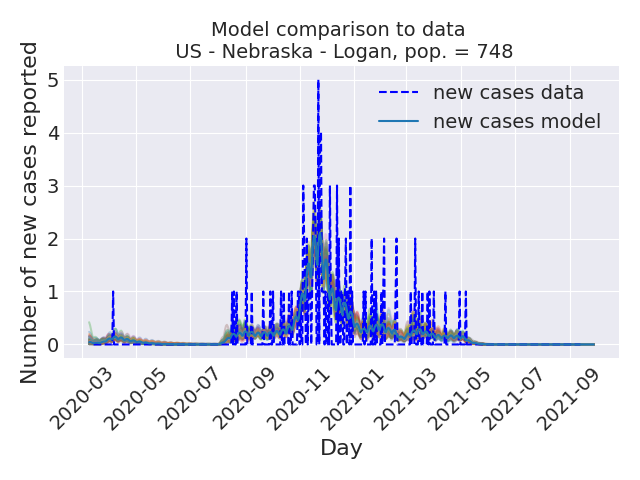 Model comparison to data
US - Nebraska - Logan, pop. = 748
Number of new cases reported
5
4
3
2
1
0
new cases data
new cases model
2020-03
2020-05
2020-07
2020-09
2020-11
2021-01
2021-03
2021-05
2021-07
2021-09
Day